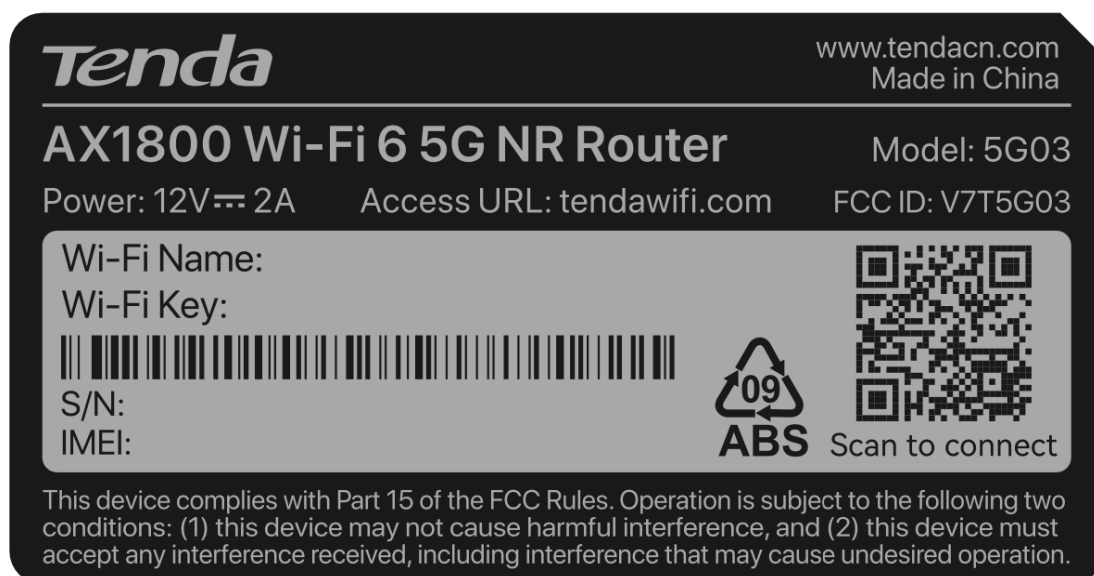 Tenda
www.tendacn.com
Made in China
AX1800 Wi-Fi 6 5G NR Router
Model: 5G03
Power: 12V⎓2A
Access URL: tendawifi.com
FCC ID: V7T5G03
Wi-Fi Name:
Wi-Fi Key:
S/N:
IMEI:
09
ABS
Scan to connect
This device complies with Part 15 of the FCC Rules. Operation is subject to the following two
conditions: (1) this device may not cause harmful interference, and (2) this device must
accept any interference received, including interference that may cause undesired operation.